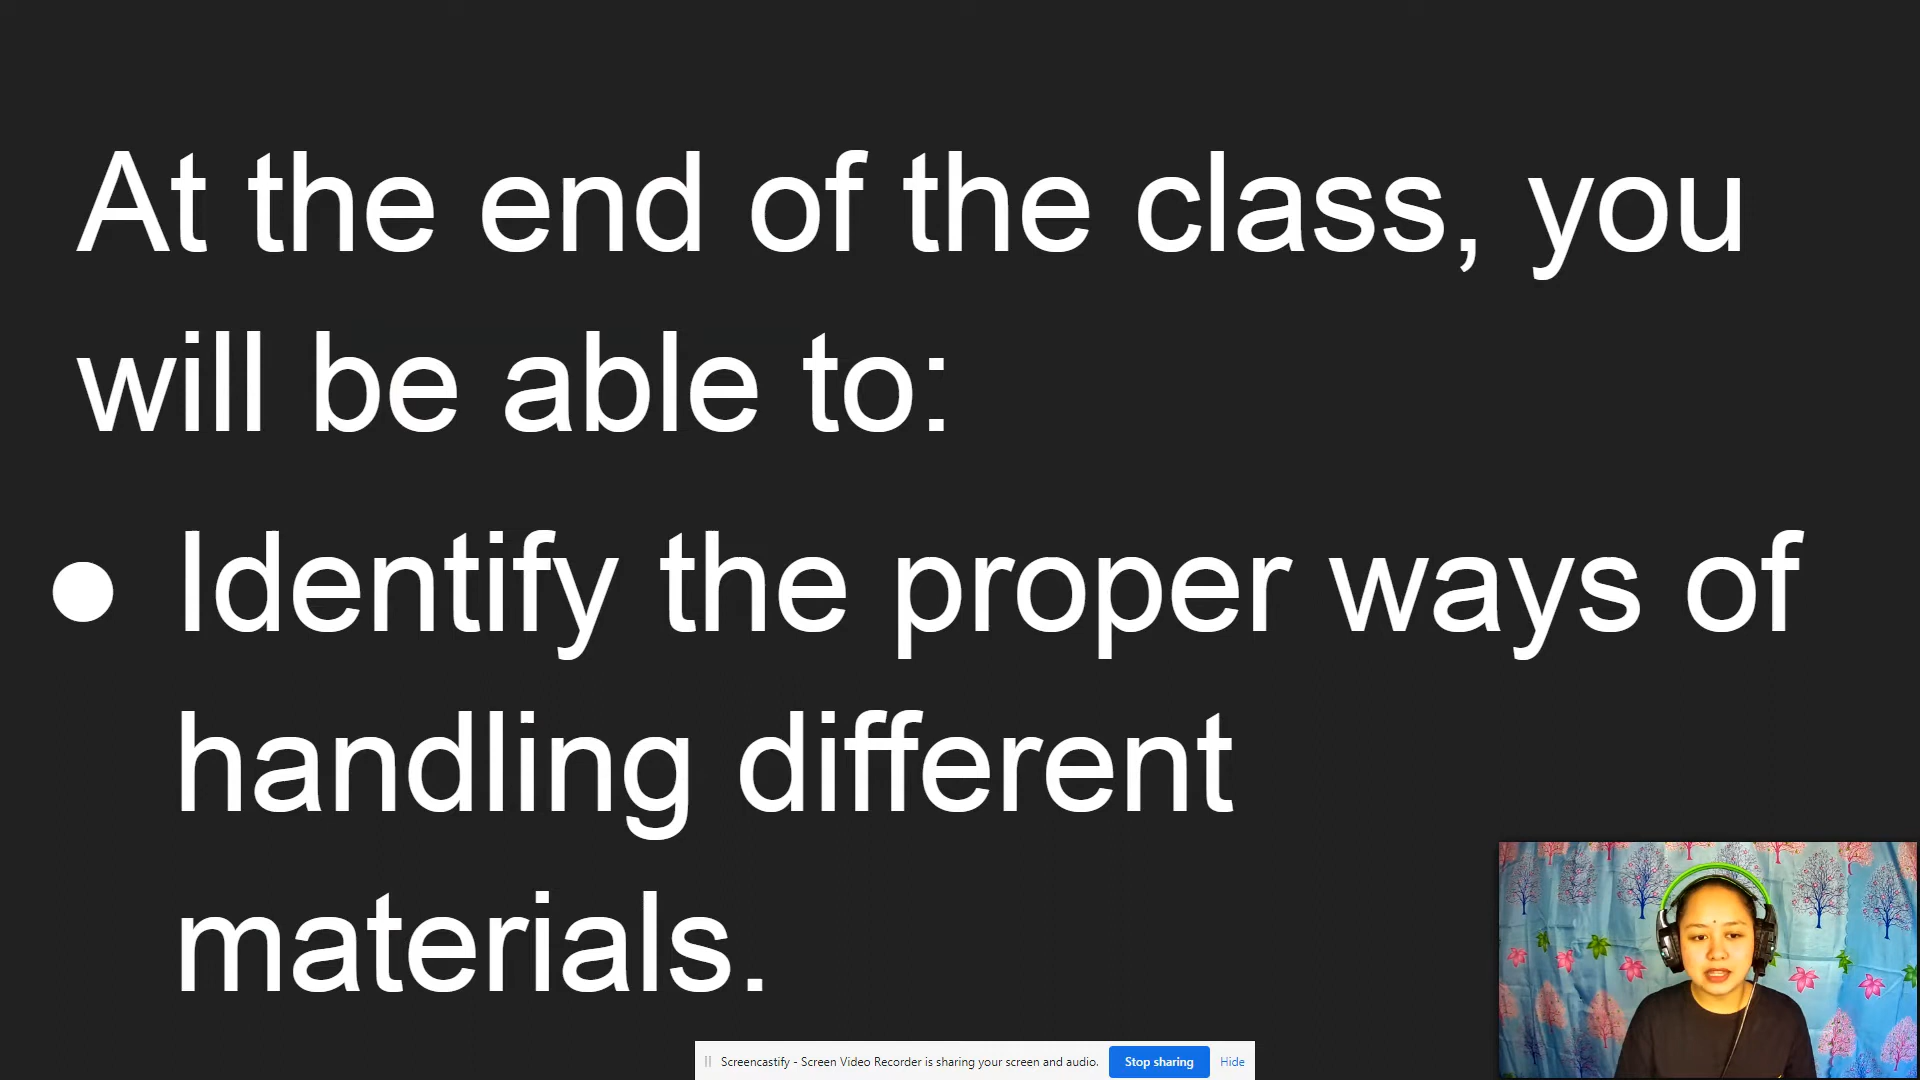 At the end of the class, you
will be able to:
● Identify the proper ways of
handling different
materials.
Screencastify - Screen Video Recorder is sharing your screen and audio. Stop sharing Hide